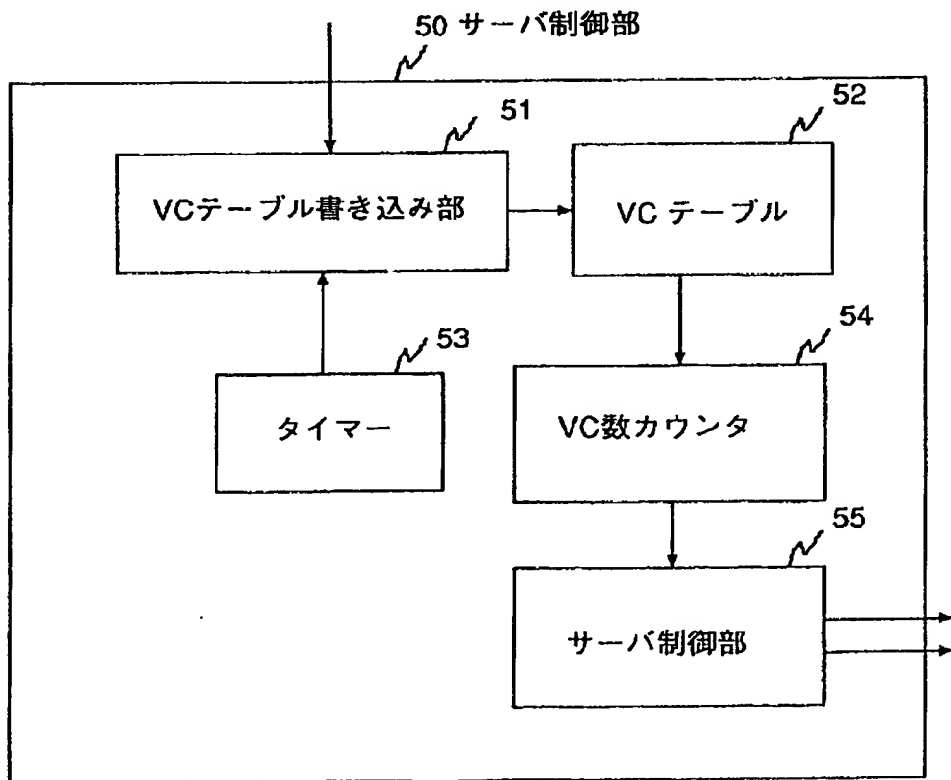 50 サーバ制御部
51
VCテーブル書き込み部
52
VC テーブル
53
タイマー
54
VC数カウンタ
55
サーバ制御部